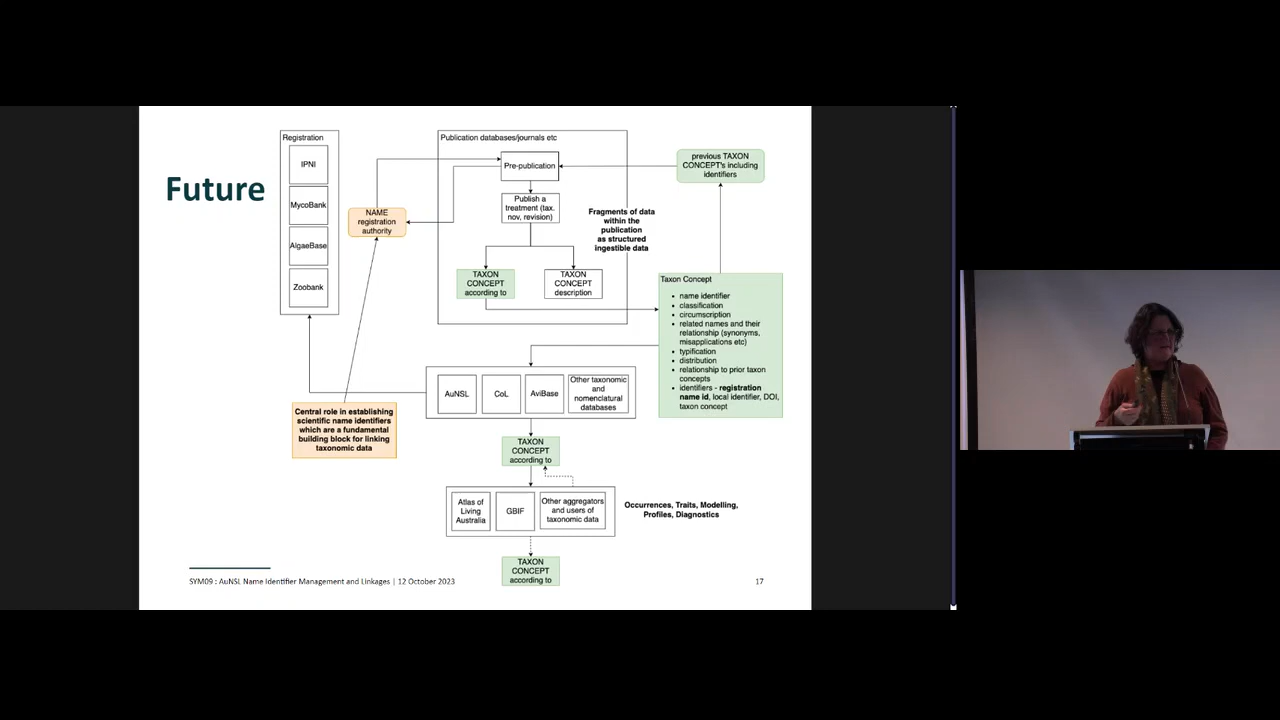 Future
Registration
IPNI
MycoBank
AlgaeBase
Zoobank
NAME
registration
authority
Central role in establishing
scientific name identifiers
which are a fundamental
building block for linking
taxonomic data
Publication databases/journals etc
Pre-publication
Publish a
treatment (tax.
nov, revision)
TAXON
CONCEPT
according to
TAXON
CONCEPT
description
Fragments of data
within the
publication
as structured
ingestible data
previous TAXON
CONCEPT's including
identifiers
Taxon Concept
• name identifier
• classification
• circumscription
• related names and their
relationship (synonyms,
misapplications etc)
• typification
• distribution
• relationship to prior taxon
concepts
• identifiers - registration
name id, local identifier, DOI,
taxon concept
AuNSL
CoL
AviBase
Other taxonomic
and
nomenclatural
databases
TAXON
CONCEPT
according to
Atlas of
Living
Australia
GBIF
Other aggregators
and users of
taxonomic data
Occurrences, Traits, Modelling,
Profiles, Diagnostics
TAXON
CONCEPT
according to
SYM09 : AuNSL Name Identifier Management and Linkages | 12 October 2023
17